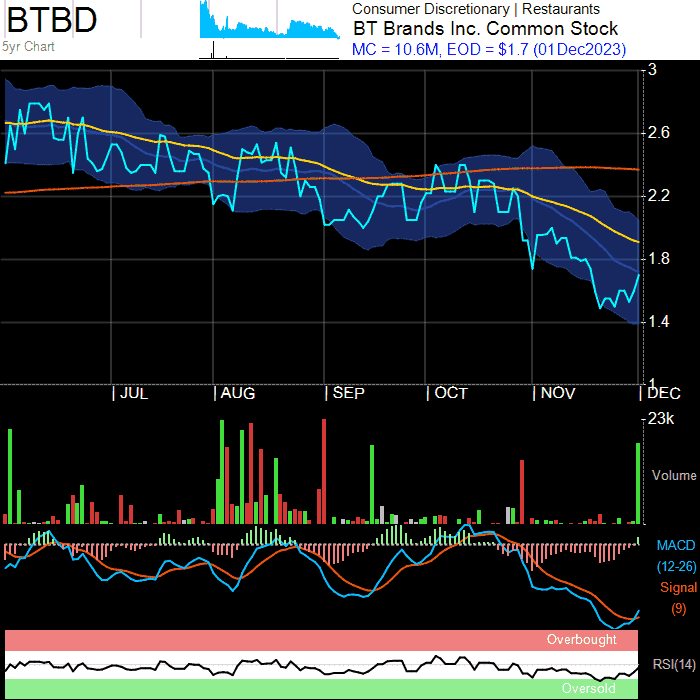 BTBD
5yr Chart
Consumer Discretionary | Restaurants
BT Brands Inc. Common Stock
MC = 10.6M, EOD = $1.7 (01Dec2023)
3
2.6
2.2
1.8
1.4
1
JUL
AUG
SEP
OCT
NOV
DEC
23k
Volume
MACD
(12-26)
Signal
(9)
Overbought
RSI(14)
Oversold